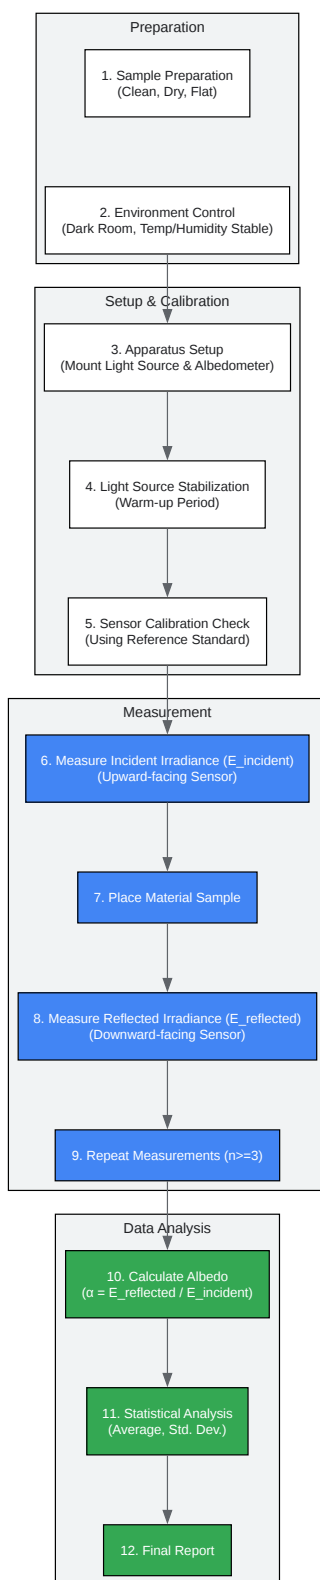 Preparation
1. Sample Preparation
(Clean, Dry, Flat)
2. Environment Control
(Dark Room, Temp/Humidity Stable)
Setup & Calibration
3. Apparatus Setup
(Mount Light Source & Albedometer)
4. Light Source Stabilization
(Warm-up Period)
5. Sensor Calibration Check
(Using Reference Standard)
Measurement
6. Measure Incident Irradiance (E_incident)
(Upward-facing Sensor)
7. Place Material Sample
8. Measure Reflected Irradiance (E_reflected)
(Downward-facing Sensor)
9. Repeat Measurements (n>=3)
Data Analysis
10. Calculate Albedo
(α = E_reflected / E_incident)
11. Statistical Analysis
(Average, Std. Dev.)
12. Final Report